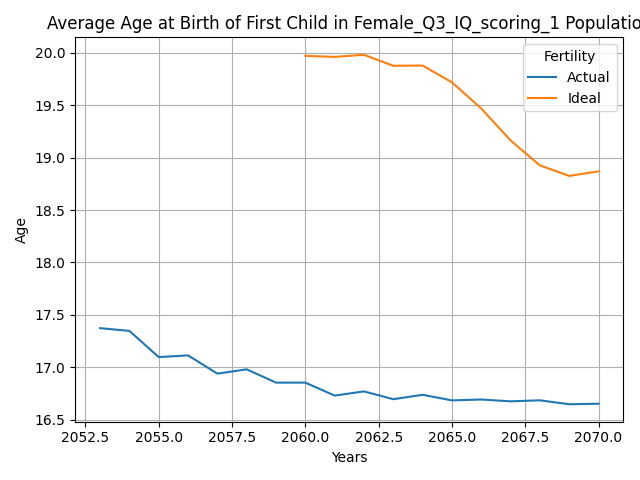 Average Age at Birth of First Child in Female_Q3_IQ_scoring_1 Populatio
20.0
19.5
19.0
18.5
18.0
17.5
17.0
16.5
Age
Fertility
Actual
Ideal
2052.5 2055.0 2057.5 2060.0 2062.5 2065.0 2067.5 2070.0
Years